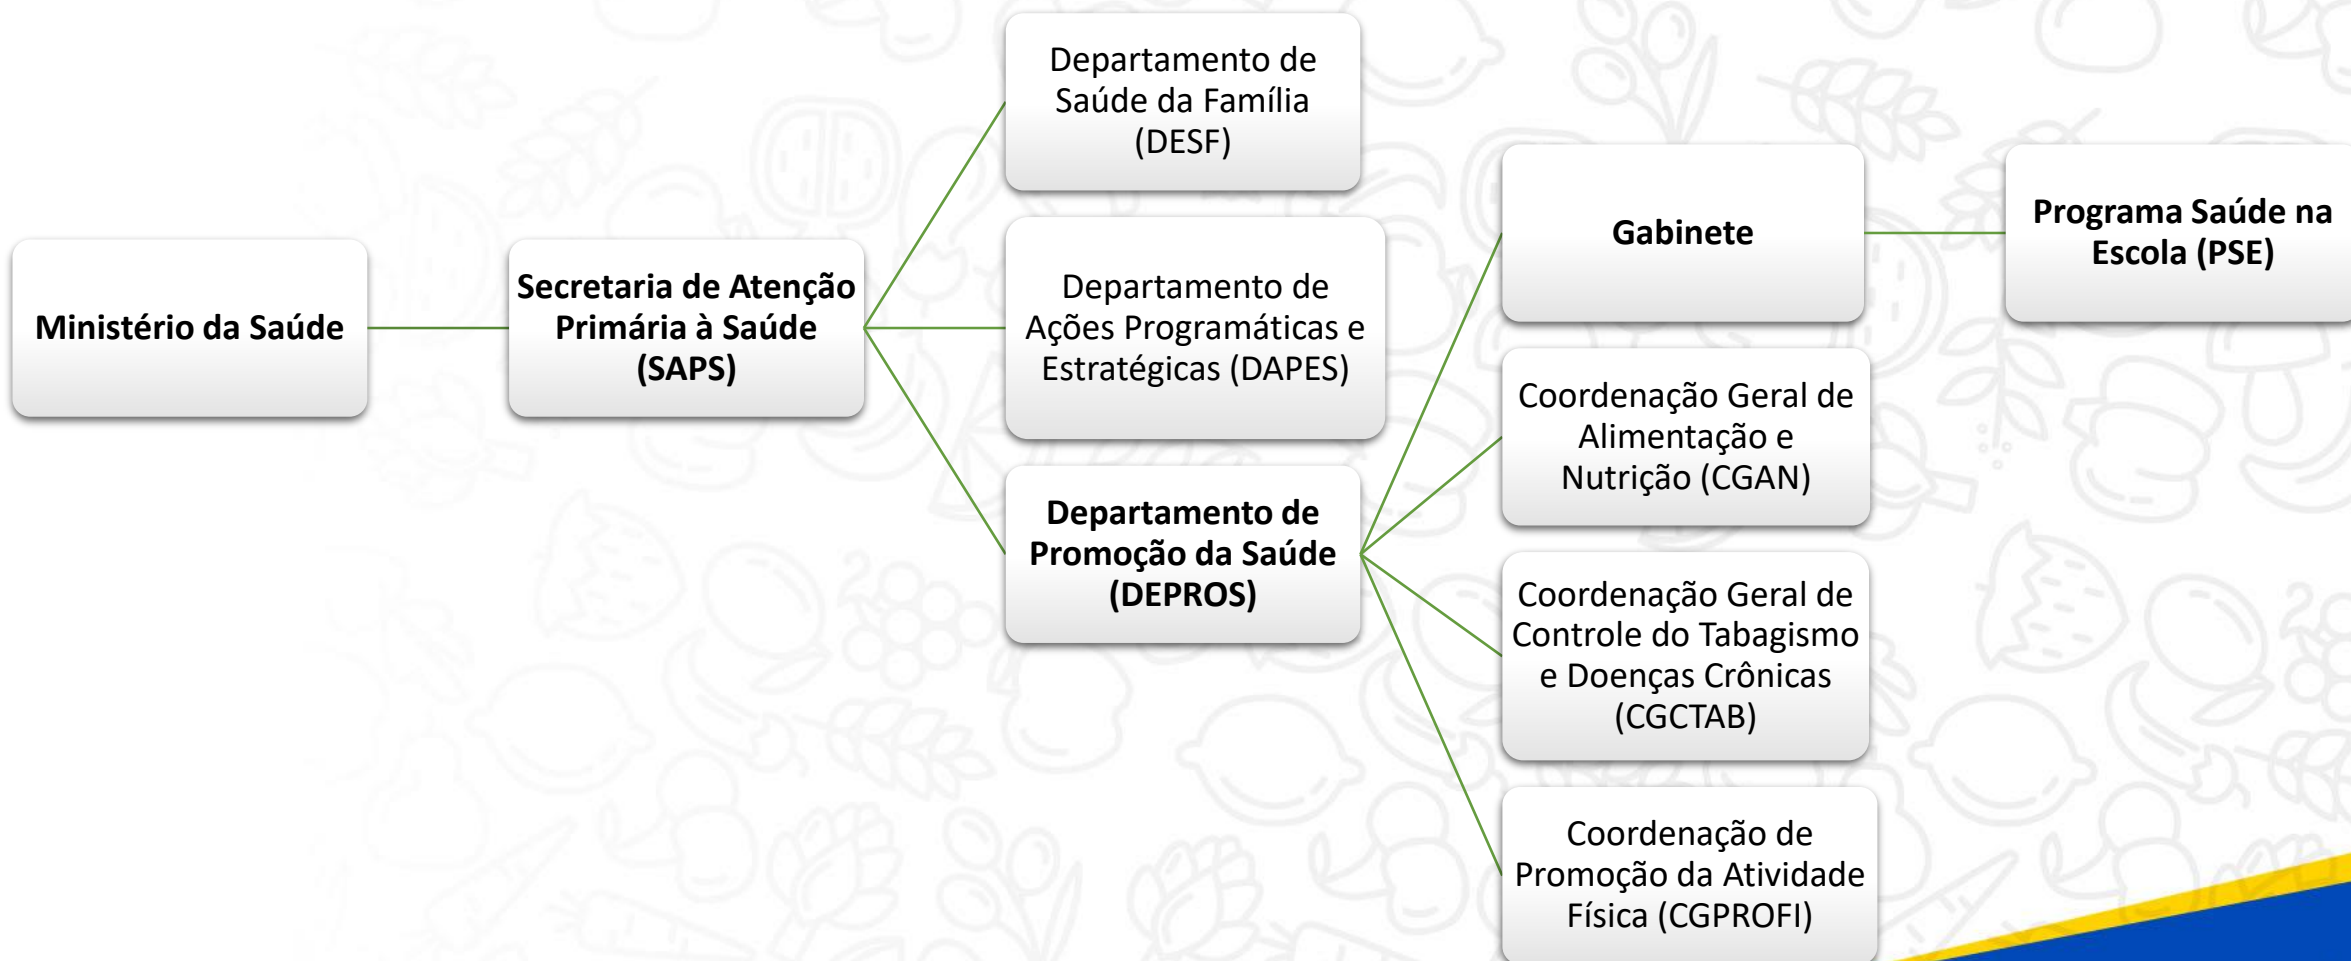 Ministério da Saúde
Secretaria de Atenção
Primária à Saúde
(SAPS)
Departamento de
Saúde da Família
(DESF)
Departamento de
Ações Programáticas e
Estratégicas (DAPES)
Departamento de
Promoção da Saúde
(DEPROS)
Gabinete
Coordenação Geral de
Alimentação e
Nutrição (CGAN)
Coordenação Geral de
Controle do Tabagismo
e Doenças Crônicas
(CGCTAB)
Coordenação de
Promoção da Atividade
Física (CGPROFI)
Programa Saúde na
Escola (PSE)